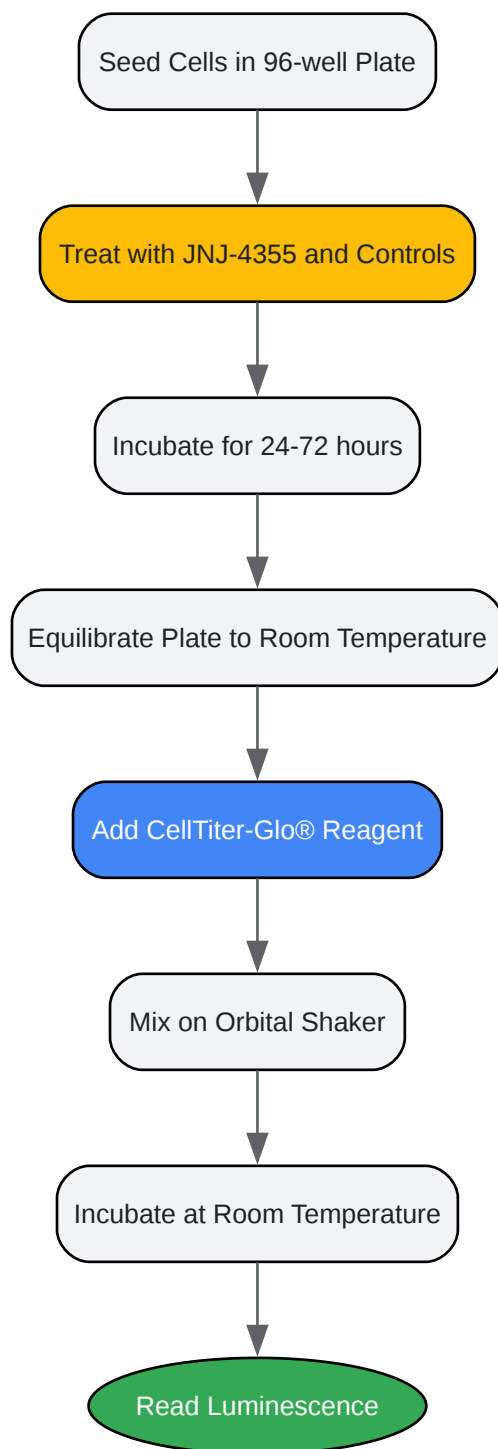 Seed Cells in 96-well Plate
Treat with JNJ-4355 and Controls
Incubate for 24-72 hours
Equilibrate Plate to Room Temperature
Add CellTiter-Glo® Reagent
Mix on Orbital Shaker
Incubate at Room Temperature
Read Luminescence